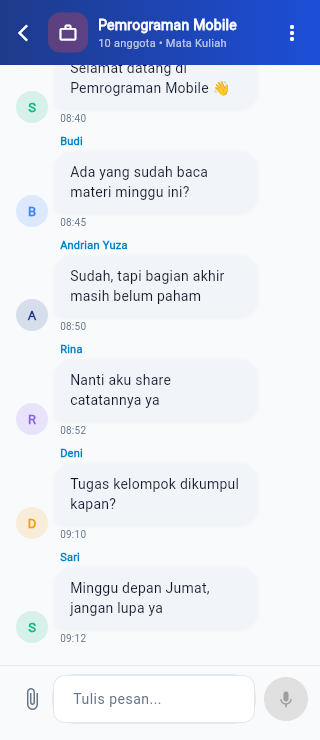 Pemrograman Mobile
10 anggota • Mata Kuliah
Selamat datang di
Pemrograman Mobile 👋
S
08:40
Budi
Ada yang sudah baca
materi minggu ini?
B
08:45
Andrian Yuza
Sudah, tapi bagian akhir
masih belum paham
A
08:50
Rina
Nanti aku share
catatannya ya
R
08:52
Deni
Tugas kelompok dikumpul
kapan?
D
09:10
Sari
Minggu depan Jumat,
jangan lupa ya
S
09:12
Tulis pesan...